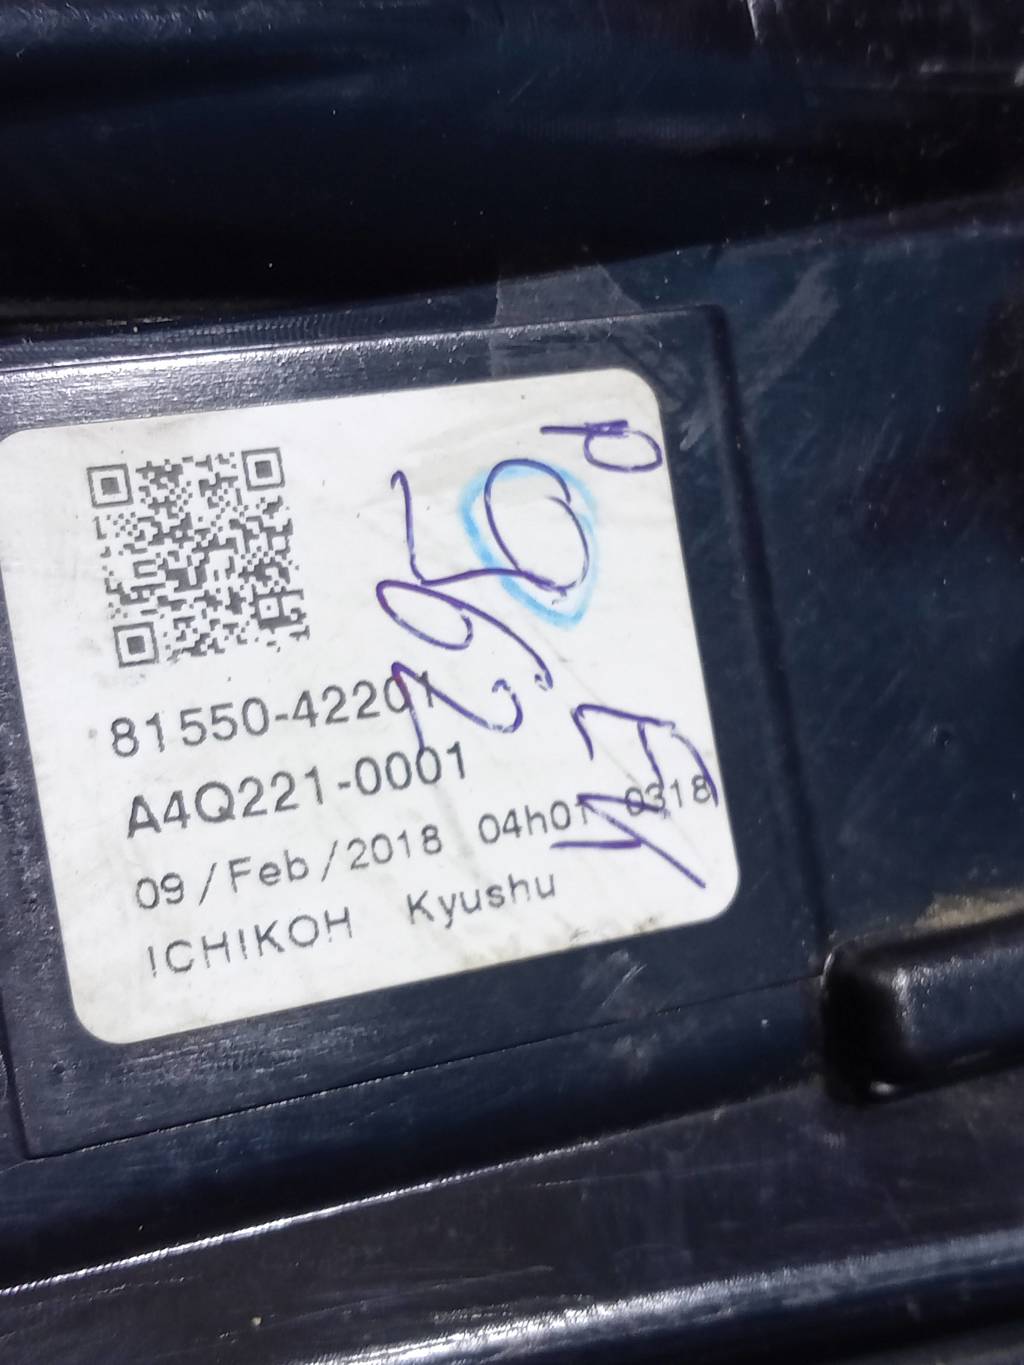 81550-42201
A4Q221-0001
09/Feb/2018 04h01 0318
ICHIKOH Kyushu